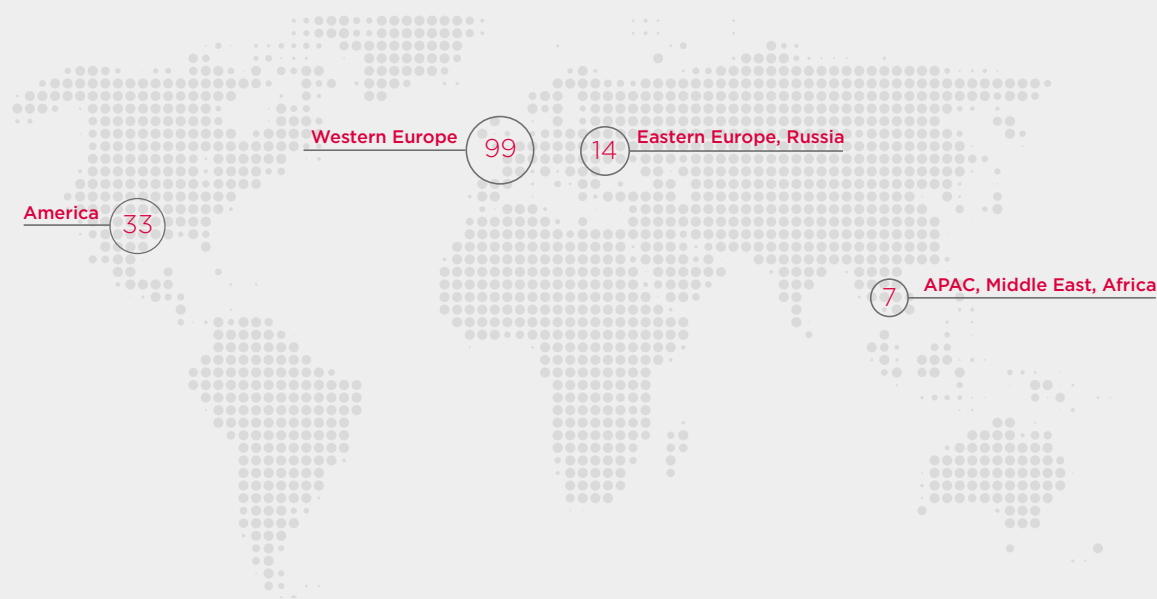 Western Europe 99
14 Eastern Europe, Russia
America 33
7 APAC, Middle East, Africa